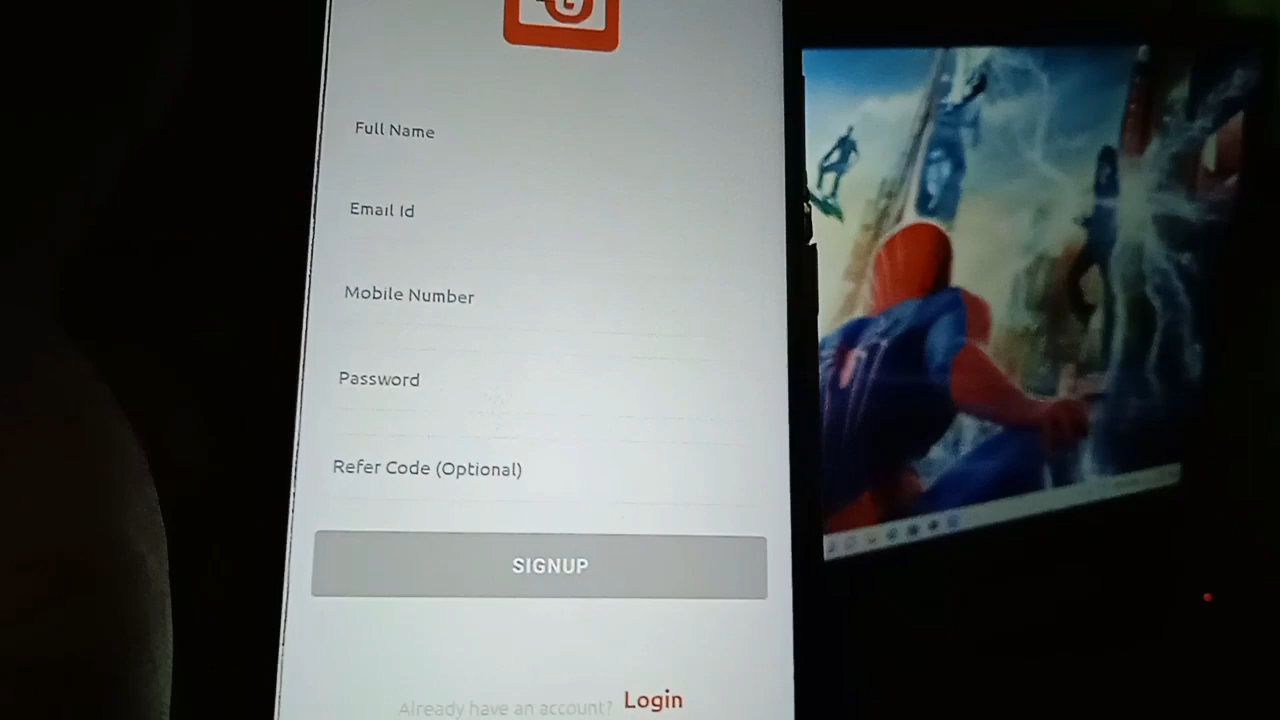 Full Name
Email Id
Mobile Number
Password
Refer Code (Optional)
SIGNUP
Already have an account? Login